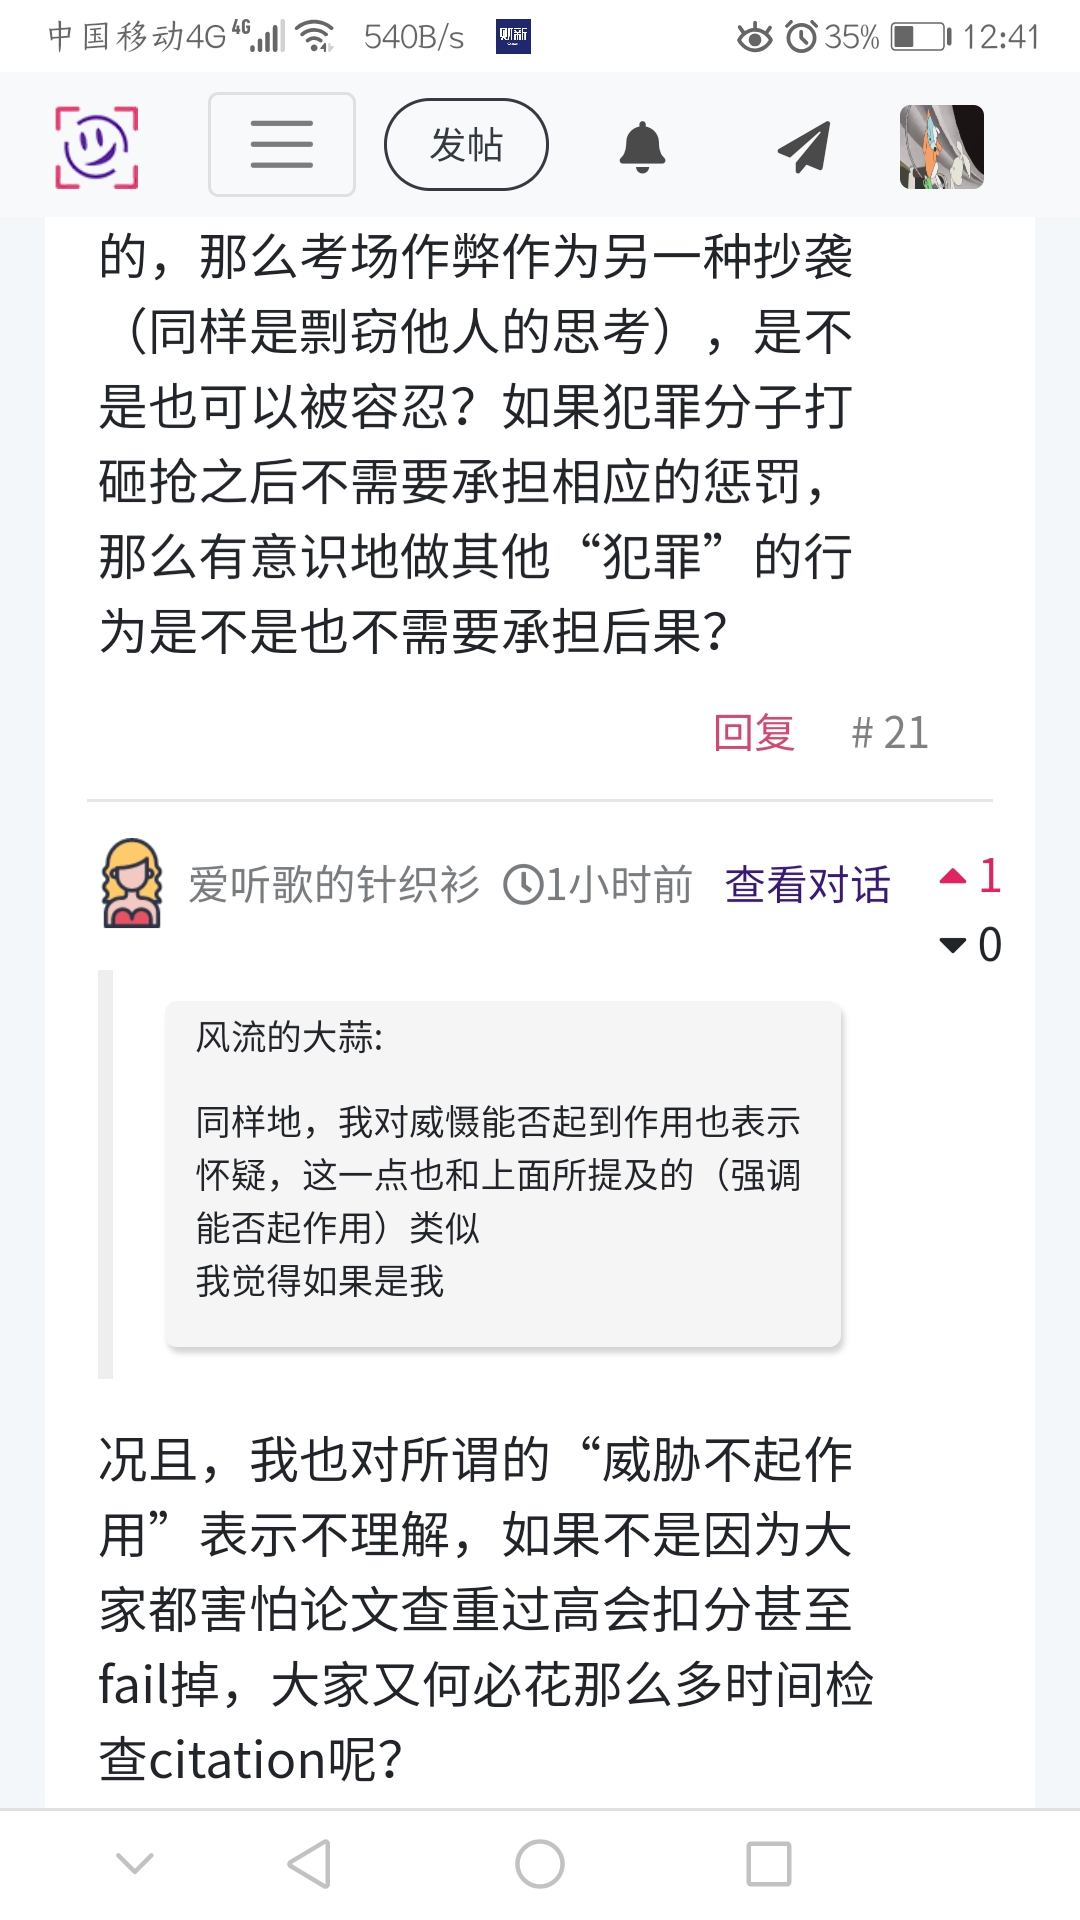 中国移动4G 4G 540B/s 财新 35% 12:41
发帖
的，那么考场作弊作为另一种抄袭
（同样是剽窃他人的思考），是不
是也可以被容忍？如果犯罪分子打
砸抢之后不需要承担相应的惩罚，
那么有意识地做其他“犯罪”的行
为是不是也不需要承担后果？
回复 # 21
爱听歌的针织衫 1小时前 查看对话 1
0
风流的大蒜:
同样地，我对威慑能否起到作用也表示
怀疑，这一点也和上面所提及的（强调
能否起作用）类似
我觉得如果是我
况且，我也对所谓的“威胁不起作
用”表示不理解，如果不是因为大
家都害怕论文查重过高会扣分甚至
fail掉，大家又何必花那么多时间检
查citation呢？